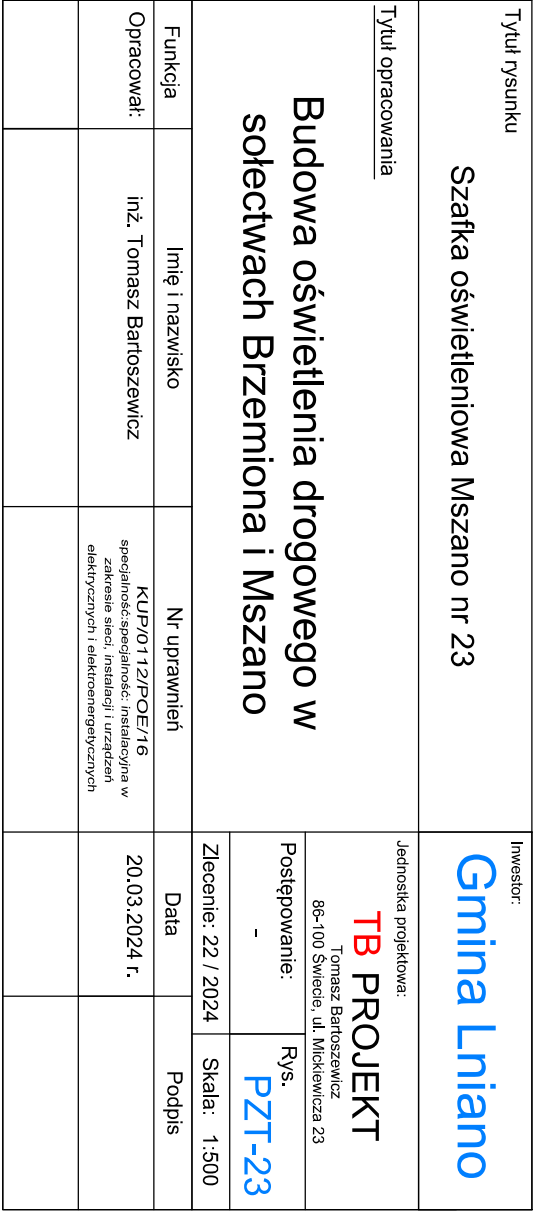 Tytuł rysunku
Szafka oświetleniowa Mszano nr 23
Inwestor:
Gmina Lniano
Tytuł opracowania
Budowa oświetlenia drogowego w
sołectwach Brzemiona i Mszano
Jednostka projektowa:
TB PROJEKT
Tomasz Bartoszewicz
86-100 Świecie, ul. Mickiewicza 23
Postępowanie:
-
Rys.
PZT-23
Zlecenie: 22 / 2024
Skala: 1:500
Funkcja
Imię i nazwisko
Nr uprawnień
Data
Podpis
Opracował:
inż. Tomasz Bartoszewicz
KUP/0112/POE/16
specjalność:specjalność: instalacyjna w
zakresie sieci, instalacji i urządzeń
elektrycznych i elektroenergetycznych
20.03.2024 r.